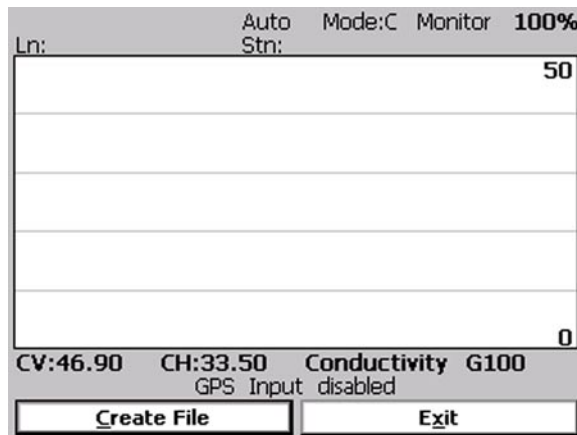 Auto Mode:C Monitor 100%
Ln: Stn:
50
0
CV:46.90 CH:33.50 Conductivity G100
GPS Input disabled
Create File Exit